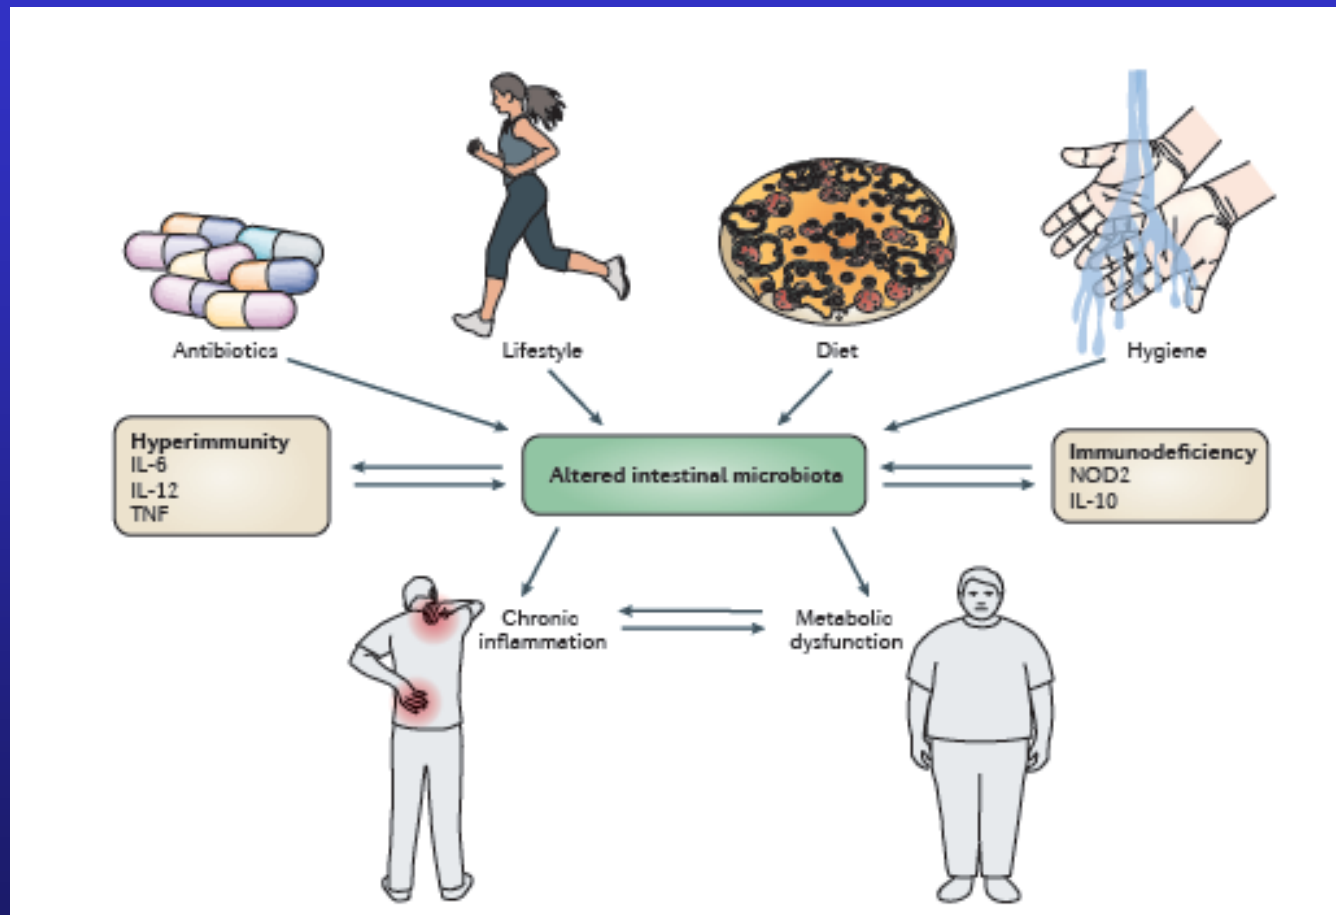 Antibiotics
Lifestyle
Diet
Hygiene
Hyperimmunity
IL-6
IL-12
TNF
Altered intestinal microbiota
Immunodeficiency
NOD2
IL-10
Chronic
inflammation
Metabolic
dysfunction